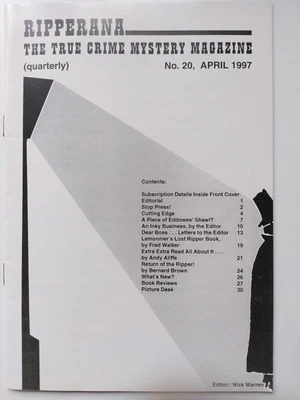 RIPPERANA
THE TRUE CRIME MYSTERY MAGAZINE
(quarterly) No. 20, APRIL 1997
Contents:
Subscription Details Inside Front Cover
Editorial 1
Stop Press! 2
Cutting Edge 4
A Piece of Eddowes' Shawl? 7
An Inky Business, by the Editor 10
Dear Boss . . . Letters to the Editor 13
Lemonnier's Lost Ripper Book,
by Fred Walker 19
Extra Extra Read All About It . . .
by Andy Aliffe 21
Return of the Ripper!
by Bernard Brown 24
What's New? 26
Book Reviews 27
Picture Desk 30
Editor: Nick Warren